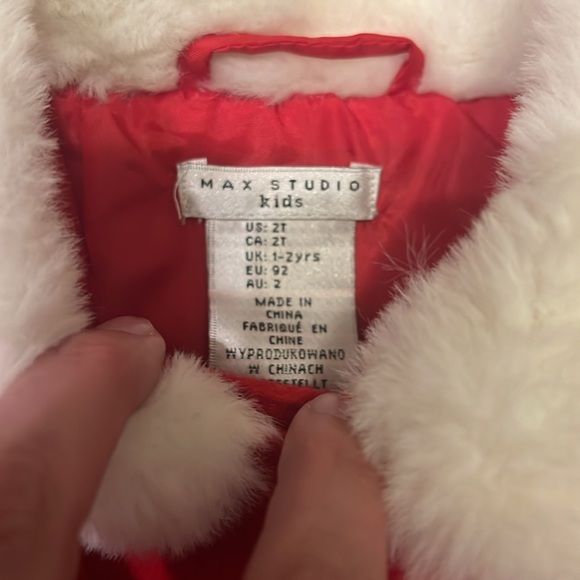 MAX STUDIO
kids
US: 2T
CA: 2T
UK: 1-2yrs
EU: 92
AU: 2
MADE IN
CHINA
FABRIQUÉ EN
CHINE
WYPRODUKOWANO
W CHINACH